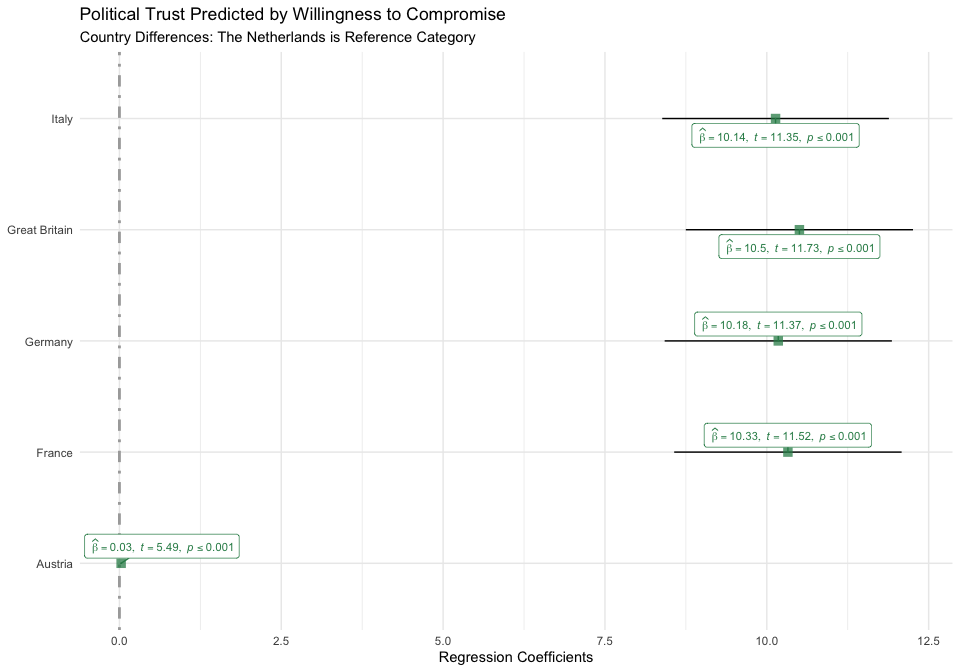 Political Trust Predicted by Willingness to Compromise
Country Differences: The Netherlands is Reference Category
Italy
β̂ = 10.14, t = 11.35, p ≤ 0.001
Great Britain
β̂ = 10.5, t = 11.73, p ≤ 0.001
β̂ = 10.18, t = 11.37, p ≤ 0.001
Germany
β̂ = 10.33, t = 11.52, p ≤ 0.001
France
β̂ = 0.03, t = 5.49, p ≤ 0.001
Austria
0.0 2.5 5.0 7.5 10.0 12.5
Regression Coefficients